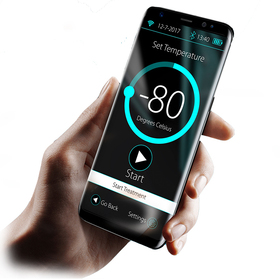 12-7-2017 13:40
Set Temperature
-80
Degrees Celsius
Start
Start Treatment
Go Back Settings